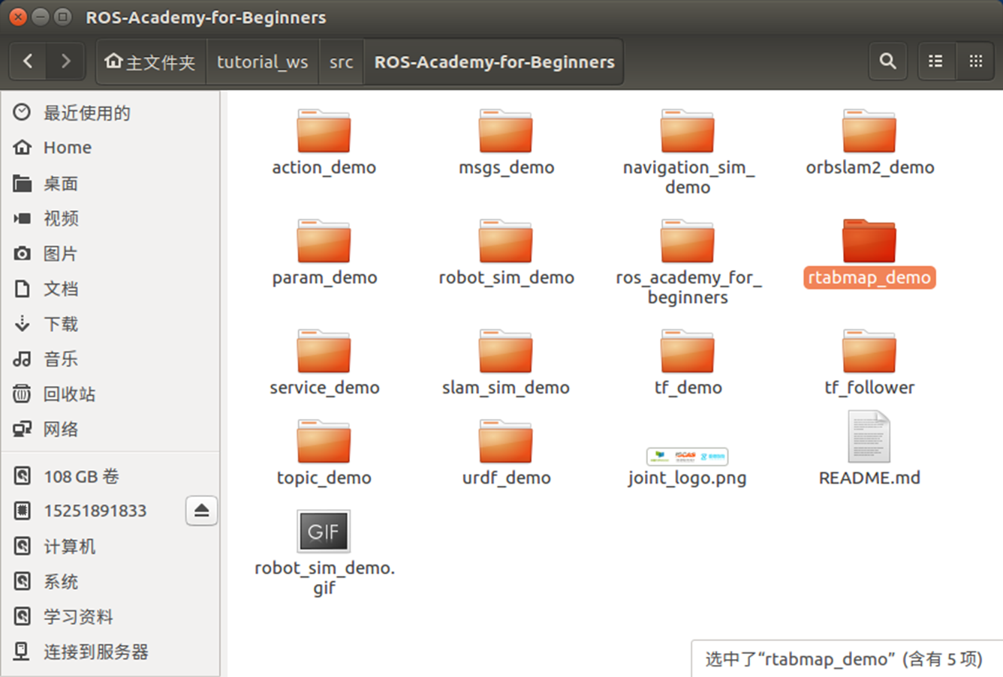 ROS-Academy-for-Beginners
主文件夹 tutorial_ws src ROS-Academy-for-Beginners
最近使用的
Home
桌面
视频
图片
文档
下载
音乐
回收站
网络
108 GB 卷
15251891833
计算机
系统
学习资料
连接到服务器
action_demo msgs_demo navigation_sim_ orbslam2_demo
demo
param_demo robot_sim_demo ros_academy_for_ rtabmap_demo
beginners
service_demo slam_sim_demo tf_demo tf_follower
topic_demo urdf_demo joint_logo.png README.md
GIF
robot_sim_demo.
gif
选中了“rtabmap_demo” (含有 5 项)